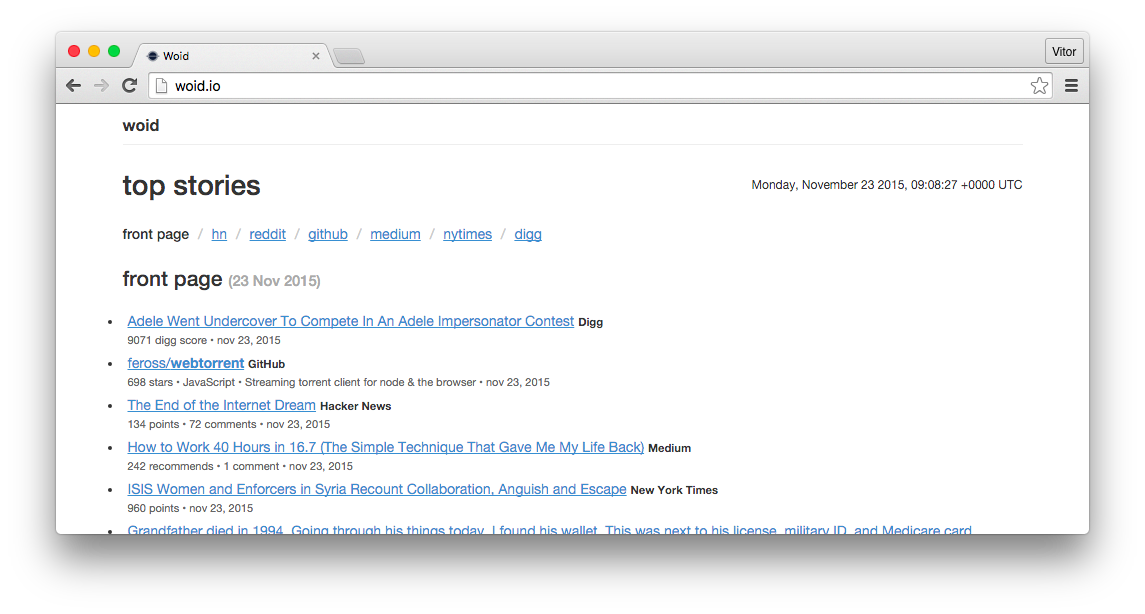 Woid
Vitor
woid.io
woid
top stories
Monday, November 23 2015, 09:08:27 +0000 UTC
front page / hn / reddit / github / medium / nytimes / digg
front page (23 Nov 2015)
• Adele Went Undercover To Compete In An Adele Impersonator Contest Digg
9071 digg score • nov 23, 2015
• feross/webtorrent GitHub
698 stars • JavaScript • Streaming torrent client for node & the browser • nov 23, 2015
• The End of the Internet Dream Hacker News
134 points • 72 comments • nov 23, 2015
• How to Work 40 Hours in 16.7 (The Simple Technique That Gave Me My Life Back) Medium
242 recommends • 1 comment • nov 23, 2015
• ISIS Women and Enforcers in Syria Recount Collaboration, Anguish and Escape New York Times
960 points • nov 23, 2015
• Grandfather died in 1994. Going through his things today, I found his wallet. This was next to his license, military ID, and Medicare card